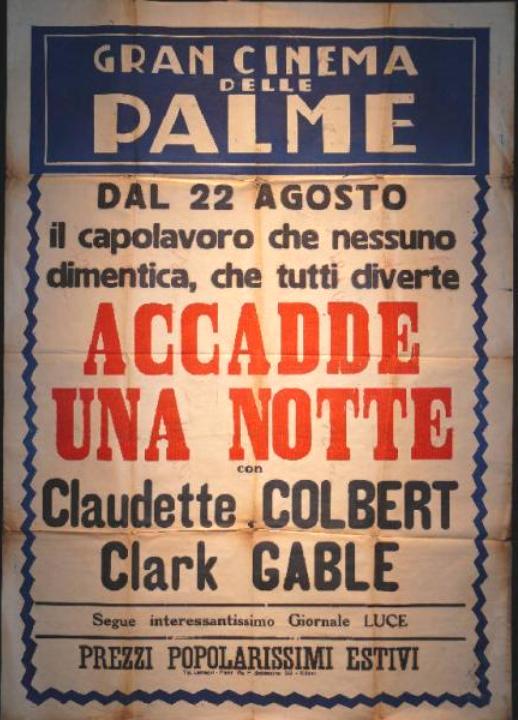 GRAN CINEMA
DELLE
PALME
DAL 22 AGOSTO
il capolavoro che nessuno
dimentica, che tutti diverte
ACCADDE
UNA NOTTE
con
Claudette COLBERT
Clark GABLE
Segue interessantissimo Giornale LUCE
PREZZI POPOLARISSIMI ESTIVI